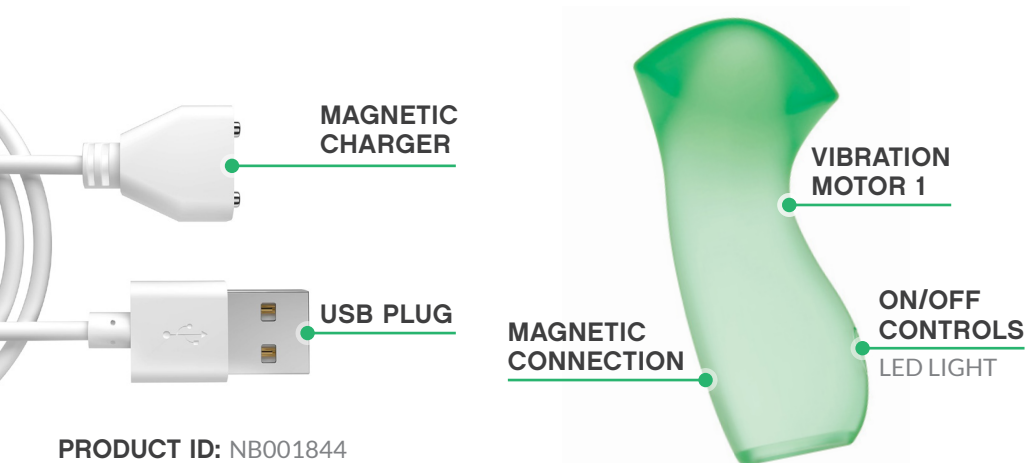 MAGNETIC
CHARGER
VIBRATION
MOTOR 1
USB PLUG
ON/OFF
CONTROLS
LED LIGHT
MAGNETIC
CONNECTION
PRODUCT ID: NB001844